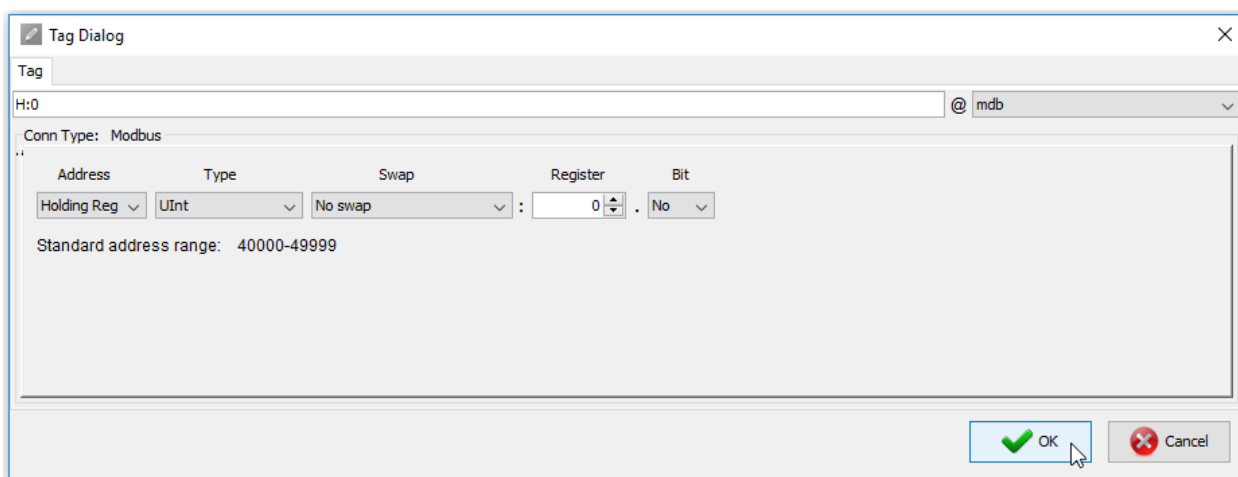 Tag Dialog
Tag
H:0 @ mdb
Conn Type: Modbus
Address Type Swap Register Bit
Holding Reg UInt No swap : 0 . No
Standard address range: 40000-49999
OK Cancel